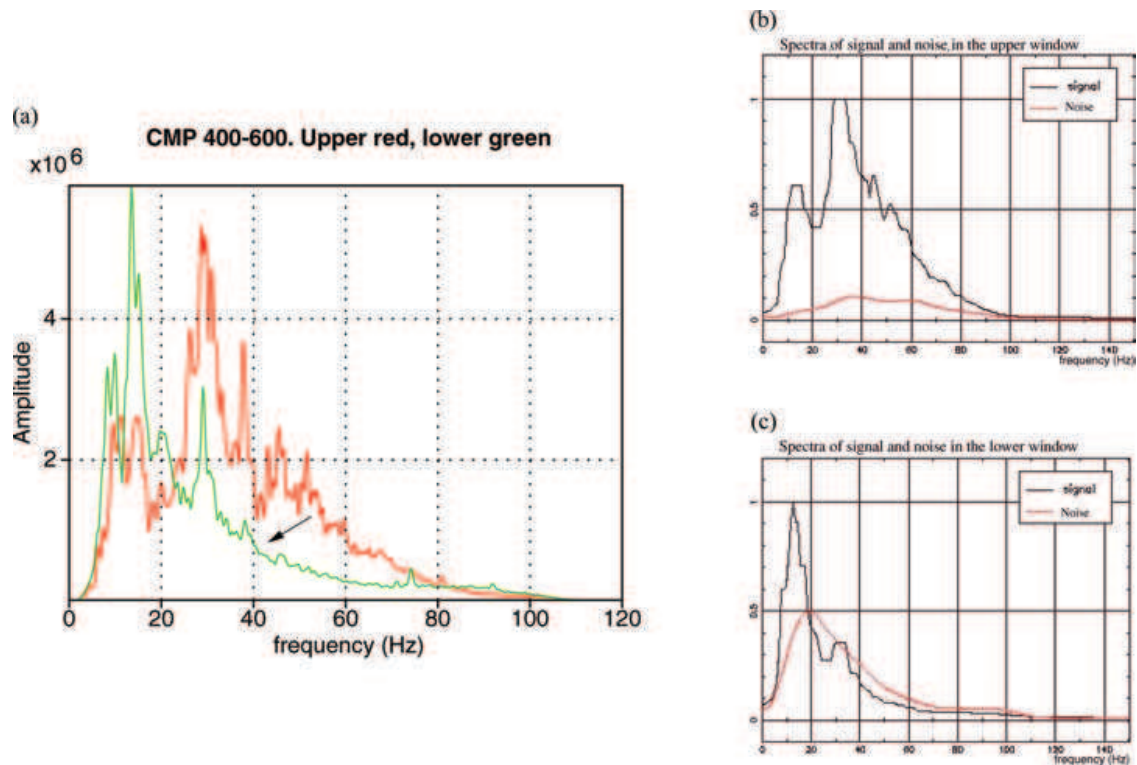 (a)
CMP 400-600. Upper red, lower green
x10⁶
Amplitude
4
2
0 20 40 60 80 100 120
frequency (Hz)
(b)
Spectra of signal and noise in the upper window
signal
Noise
1
0.5
0
0 20 40 60 80 100 120 140
frequency (Hz)
(c)
Spectra of signal and noise in the lower window
signal
Noise
1
0.5
0
0 20 40 60 80 100 120 140
frequency (Hz)